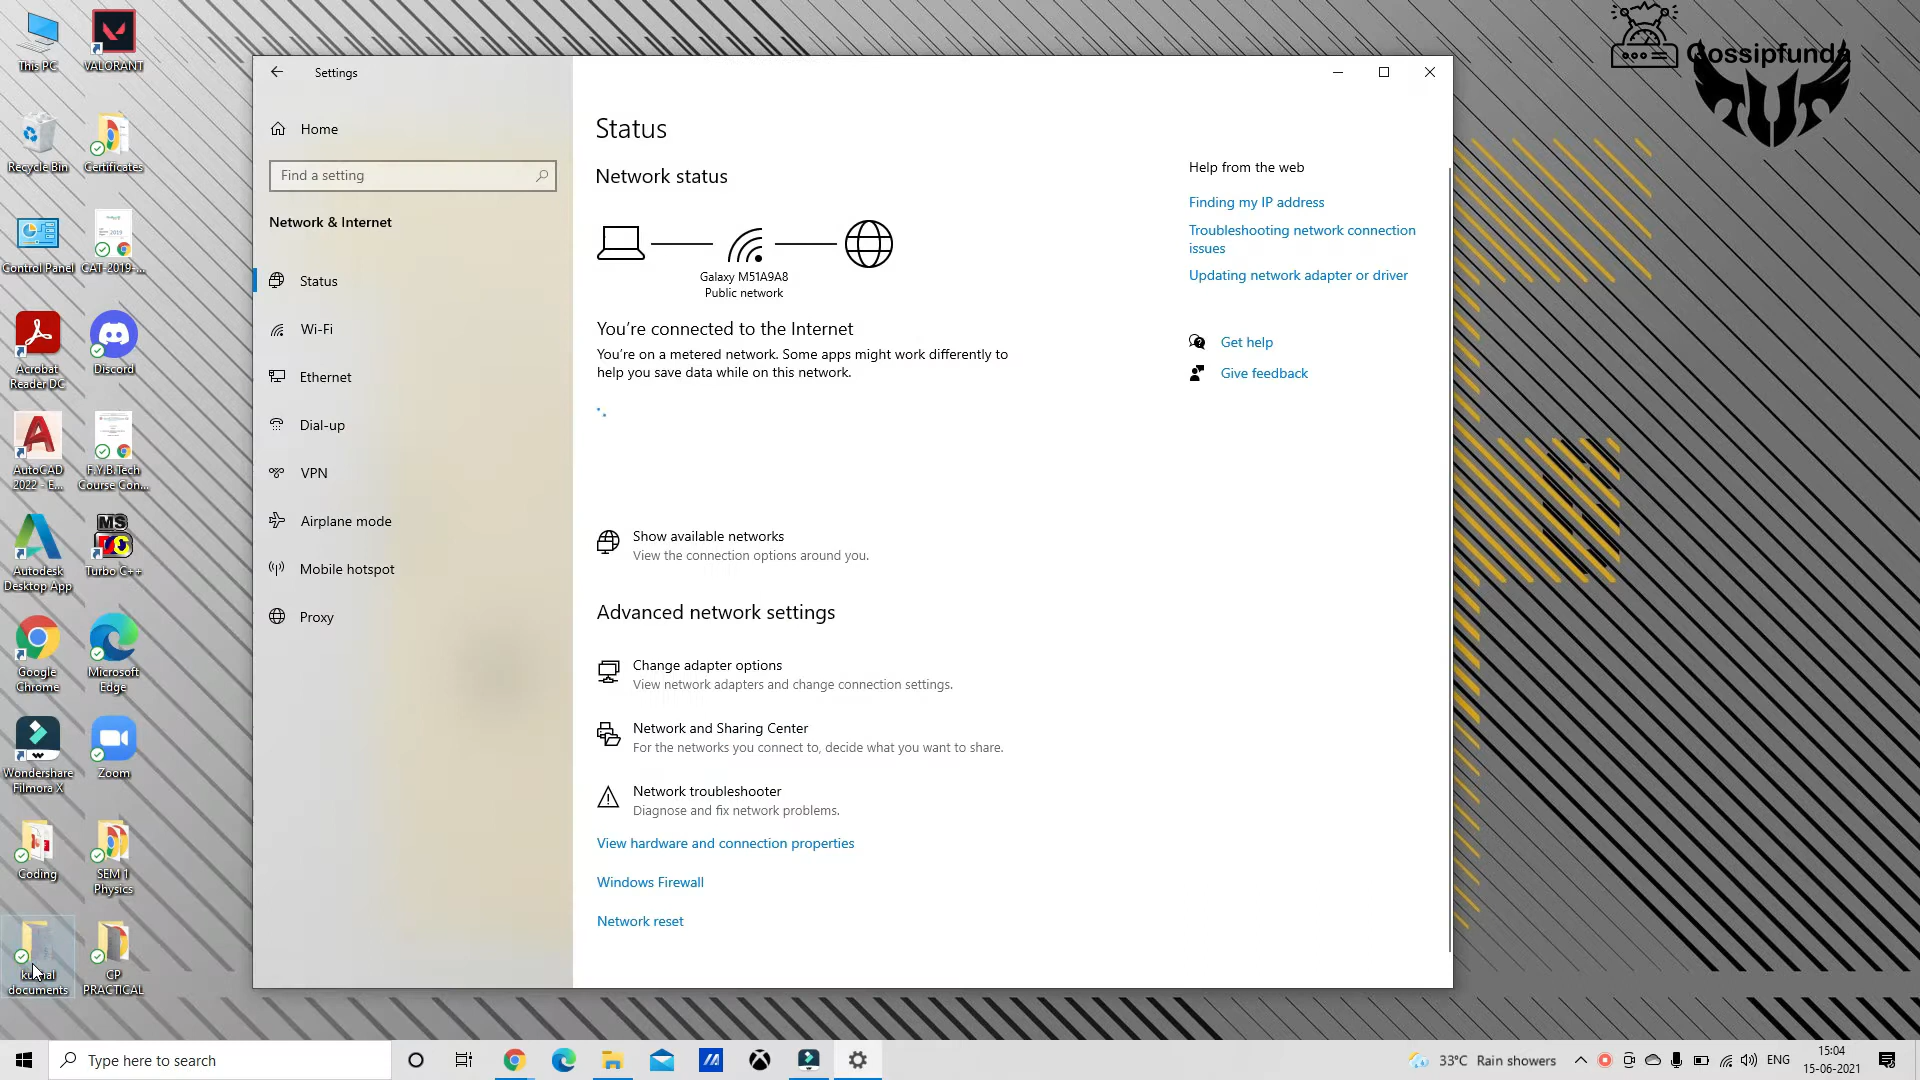 This PC
VALORANT
Recycle Bin
Certificates
Control Panel
CAT-2019-...
Acrobat
Reader DC
Discord
AutoCAD
2022 - E...
F.Y.B.Tech
Course Con...
Autodesk
Desktop App
Turbo C++
Google
Chrome
Microsoft
Edge
Wondershare
Filmora X
Zoom
Coding
SEM 1
Physics
documents
CP
PRACTICAL
Settings
Home
Find a setting
Network & Internet
Status
Wi-Fi
Ethernet
Dial-up
VPN
Airplane mode
Mobile hotspot
Proxy
Status
Network status
Galaxy M51A9A8
Public network
You're connected to the Internet
You're on a metered network. Some apps might work differently to
help you save data while on this network.
Show available networks
View the connection options around you.
Advanced network settings
Change adapter options
View network adapters and change connection settings.
Network and Sharing Center
For the networks you connect to, decide what you want to share.
Network troubleshooter
Diagnose and fix network problems.
View hardware and connection properties
Windows Firewall
Network reset
Help from the web
Finding my IP address
Troubleshooting network connection
issues
Updating network adapter or driver
Get help
Give feedback
Gossipfunda
Type here to search
33°C Rain showers
ENG
15:04
15-06-2021